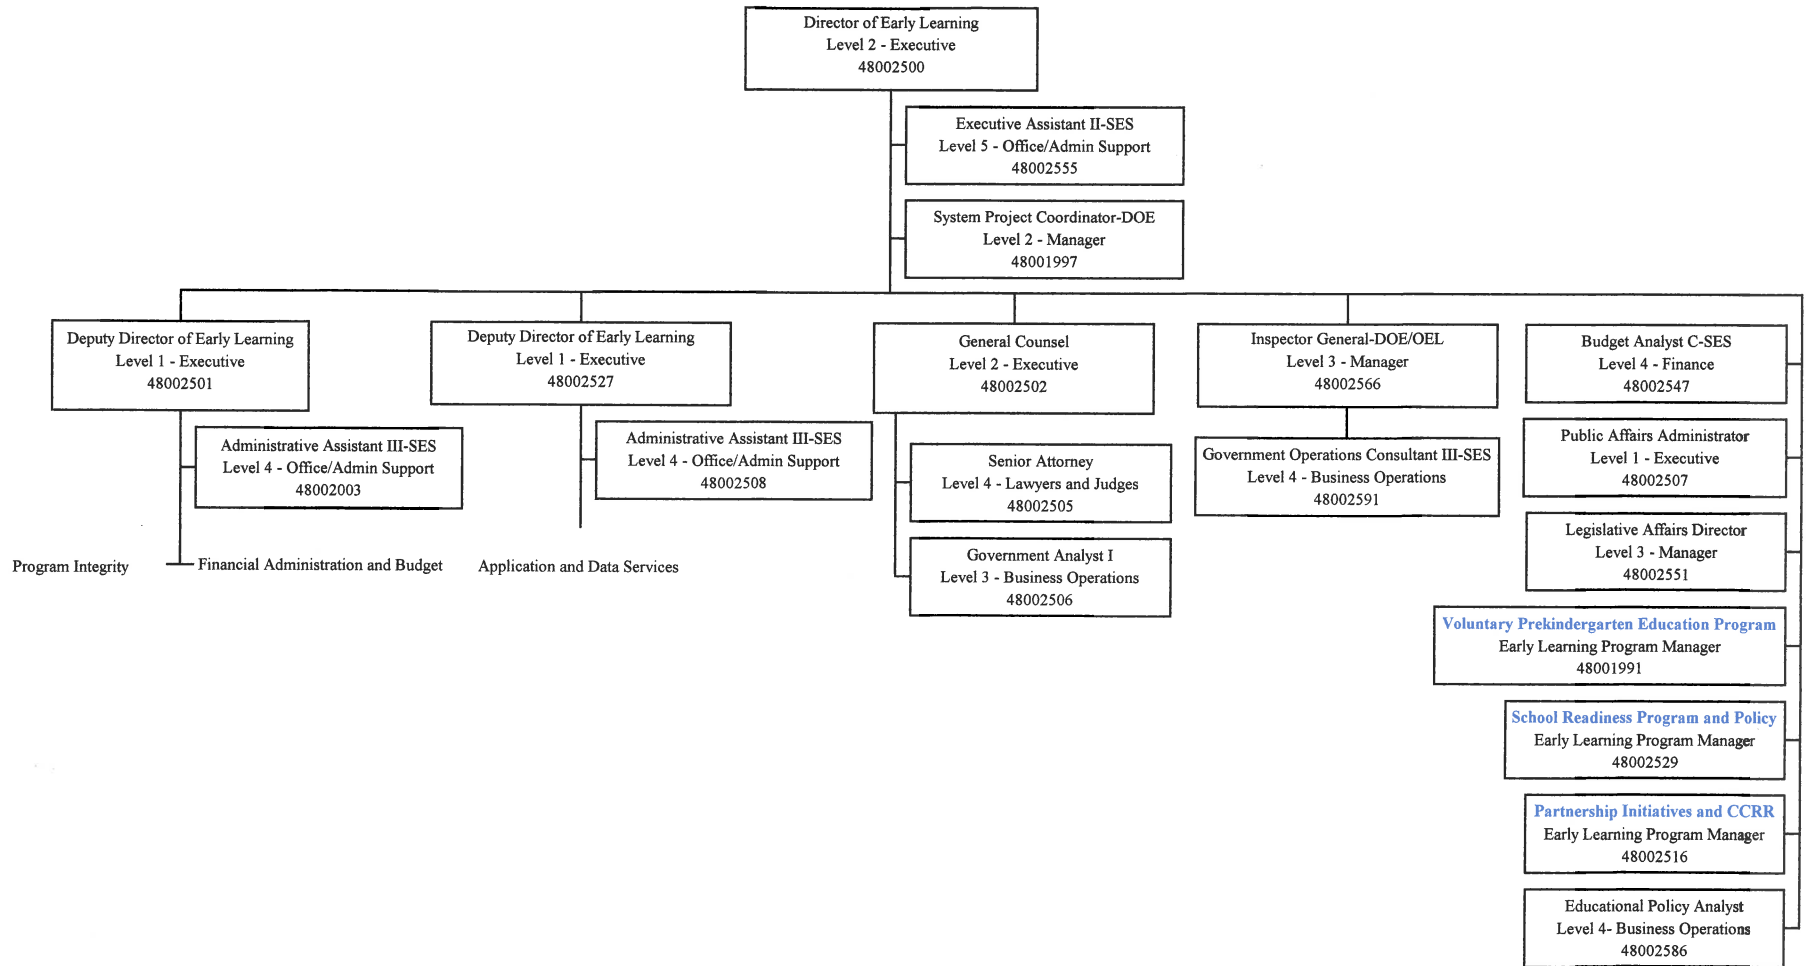 Director of Early Learning
Level 2 - Executive
48002500
Executive Assistant II-SES
Level 5 - Office/Admin Support
48002555
System Project Coordinator-DOE
Level 2 - Manager
48001997
Deputy Director of Early Learning
Level 1 - Executive
48002501
Administrative Assistant III-SES
Level 4 - Office/Admin Support
48002003
Program Integrity
Financial Administration and Budget
Deputy Director of Early Learning
Level 1 - Executive
48002527
Administrative Assistant III-SES
Level 4 - Office/Admin Support
48002508
Application and Data Services
General Counsel
Level 2 - Executive
48002502
Senior Attorney
Level 4 - Lawyers and Judges
48002505
Government Analyst I
Level 3 - Business Operations
48002506
Inspector General-DOE/OEL
Level 3 - Manager
48002566
Government Operations Consultant III-SES
Level 4 - Business Operations
48002591
Budget Analyst C-SES
Level 4 - Finance
48002547
Public Affairs Administrator
Level 1 - Executive
48002507
Legislative Affairs Director
Level 3 - Manager
48002551
Voluntary Prekindergarten Education Program
Early Learning Program Manager
48001991
School Readiness Program and Policy
Early Learning Program Manager
48002529
Partnership Initiatives and CCRR
Early Learning Program Manager
48002516
Educational Policy Analyst
Level 4- Business Operations
48002586